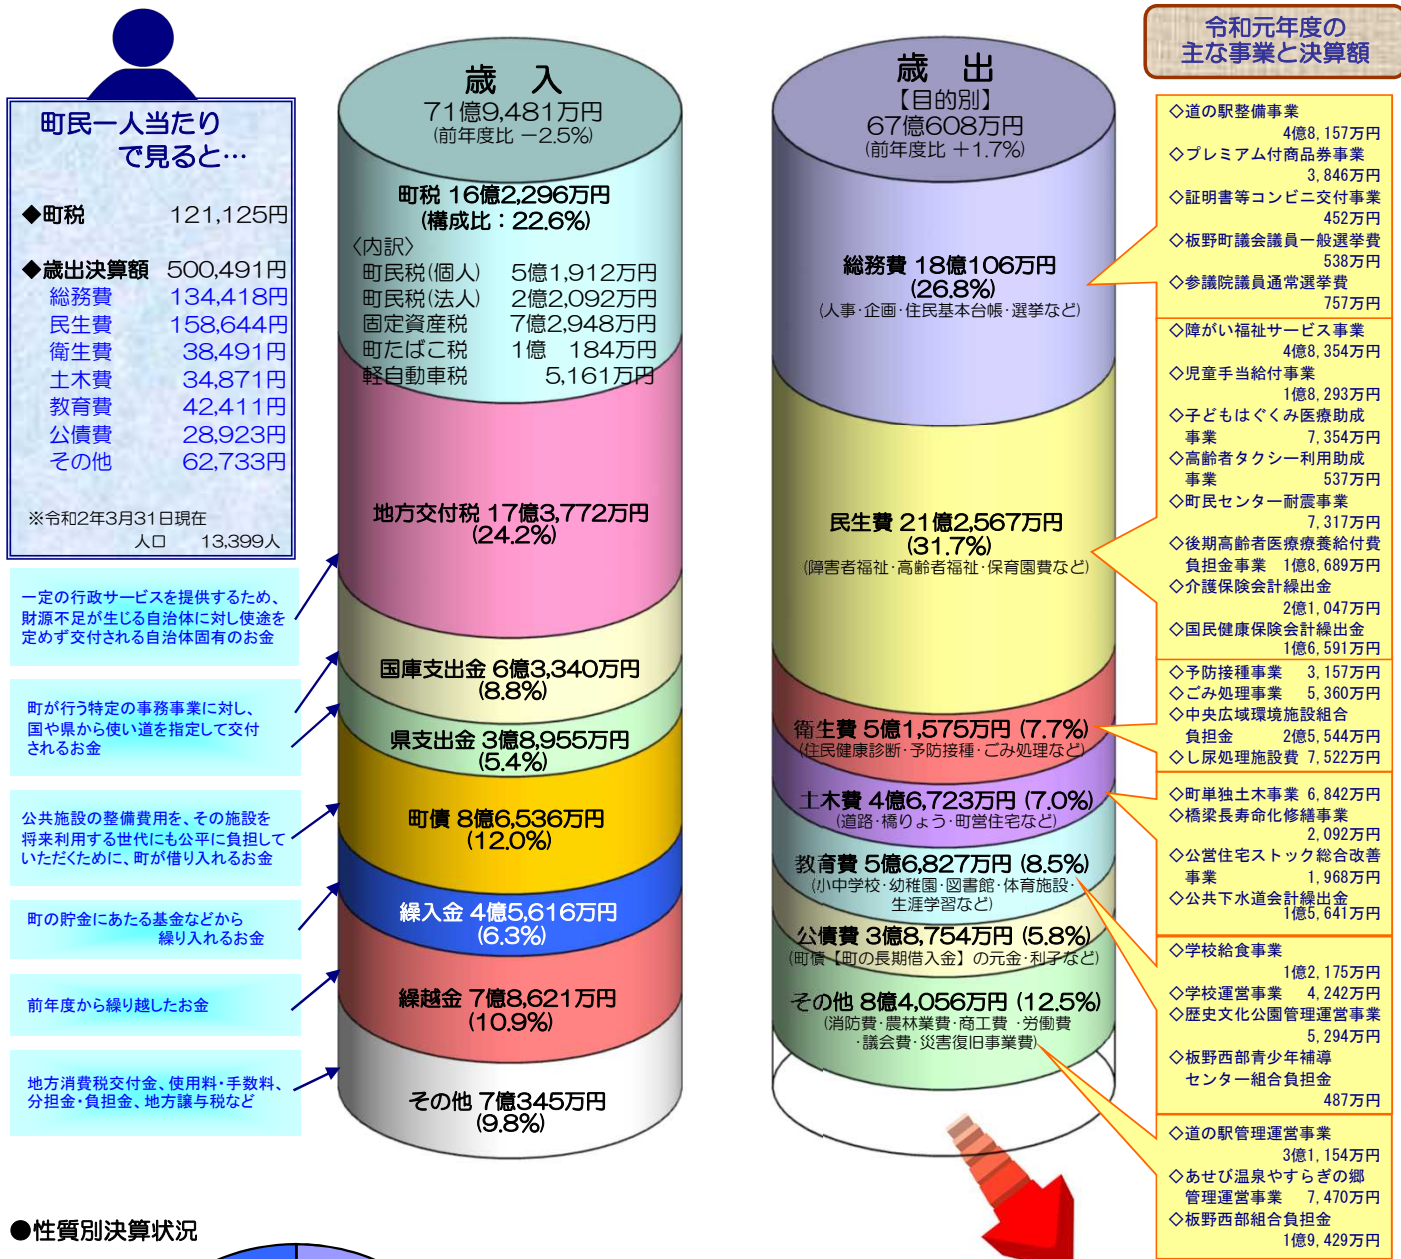 町民一人当たり
で見ると…
◆町税 121,125円
◆歳出決算額 500,491円
総務費 134,418円
民生費 158,644円
衛生費 38,491円
土木費 34,871円
教育費 42,411円
公債費 28,923円
その他 62,733円
※令和2年3月31日現在
人口 13,399人
一定の行政サービスを提供するため、
財源不足が生じる自治体に対し使途を
定めず交付される自治体固有のお金
町が行う特定の事務事業に対し、
国や県から使い道を指定して交付
されるお金
公共施設の整備費用を、その施設を
将来利用する世代にも公平に負担して
いただくために、町が借り入れるお金
町の貯金にあたる基金などから
繰り入れるお金
前年度から繰り越したお金
地方消費税交付金、使用料・手数料、
分担金・負担金、地方譲与税など
歳 入
71億9,481万円
(前年度比 －2.5%)
町税 16億2,296万円
(構成比：22.6%)
〈内訳〉
町民税(個人) 5億1,912万円
町民税(法人) 2億2,092万円
固定資産税 7億2,948万円
町たばこ税 1億 184万円
軽自動車税 5,161万円
地方交付税 17億3,772万円
(24.2%)
国庫支出金 6億3,340万円
(8.8%)
県支出金 3億8,955万円
(5.4%)
町債 8億6,536万円
(12.0%)
繰入金 4億5,616万円
(6.3%)
繰越金 7億8,621万円
(10.9%)
その他 7億345万円
(9.8%)
歳 出
【目的別】
67億608万円
(前年度比 ＋1.7%)
総務費 18億106万円
(26.8%)
(人事・企画・住民基本台帳・選挙など)
民生費 21億2,567万円
(31.7%)
(障害者福祉・高齢者福祉・保育園費など)
衛生費 5億1,575万円 (7.7%)
(住民健康診断・予防接種・ごみ処理など)
土木費 4億6,723万円 (7.0%)
(道路・橋りょう・町営住宅など)
教育費 5億6,827万円 (8.5%)
(小中学校・幼稚園・図書館・体育施設・
生涯学習など)
公債費 3億8,754万円 (5.8%)
(町債【町の長期借入金】の元金・利子など)
その他 8億4,056万円 (12.5%)
(消防費・農林業費・商工費 ・労働費
・議会費・災害復旧事業費)
令和元年度の
主な事業と決算額
◇道の駅整備事業
4億8,157万円
◇プレミアム付商品券事業
3,846万円
◇証明書等コンビニ交付事業
452万円
◇板野町議会議員一般選挙費
538万円
◇参議院議員通常選挙費
757万円
◇障がい福祉サービス事業
4億8,354万円
◇児童手当給付事業
1億8,293万円
◇子どもはぐくみ医療助成
事業 7,354万円
◇高齢者タクシー利用助成
事業 537万円
◇町民センター耐震事業
7,317万円
◇後期高齢者医療療養給付費
負担金事業 1億8,689万円
◇介護保険会計繰出金
2億1,047万円
◇国民健康保険会計繰出金
1億6,591万円
◇予防接種事業 3,157万円
◇ごみ処理事業 5,360万円
◇中央広域環境施設組合
負担金 2億5,544万円
◇し尿処理施設費 7,522万円
◇町単独土木事業 6,842万円
◇橋梁長寿命化修繕事業
2,092万円
◇公営住宅ストック総合改善
事業 1,968万円
◇公共下水道会計繰出金
1億5,641万円
◇学校給食事業
1億2,175万円
◇学校運営事業 4,242万円
◇歴史文化公園管理運営事業
5,294万円
◇板野西部青少年補導
センター組合負担金
487万円
◇道の駅管理運営事業
3億1,154万円
◇あせび温泉やすらぎの郷
管理運営事業 7,470万円
◇板野西部組合負担金
1億9,429万円
●性質別決算状況